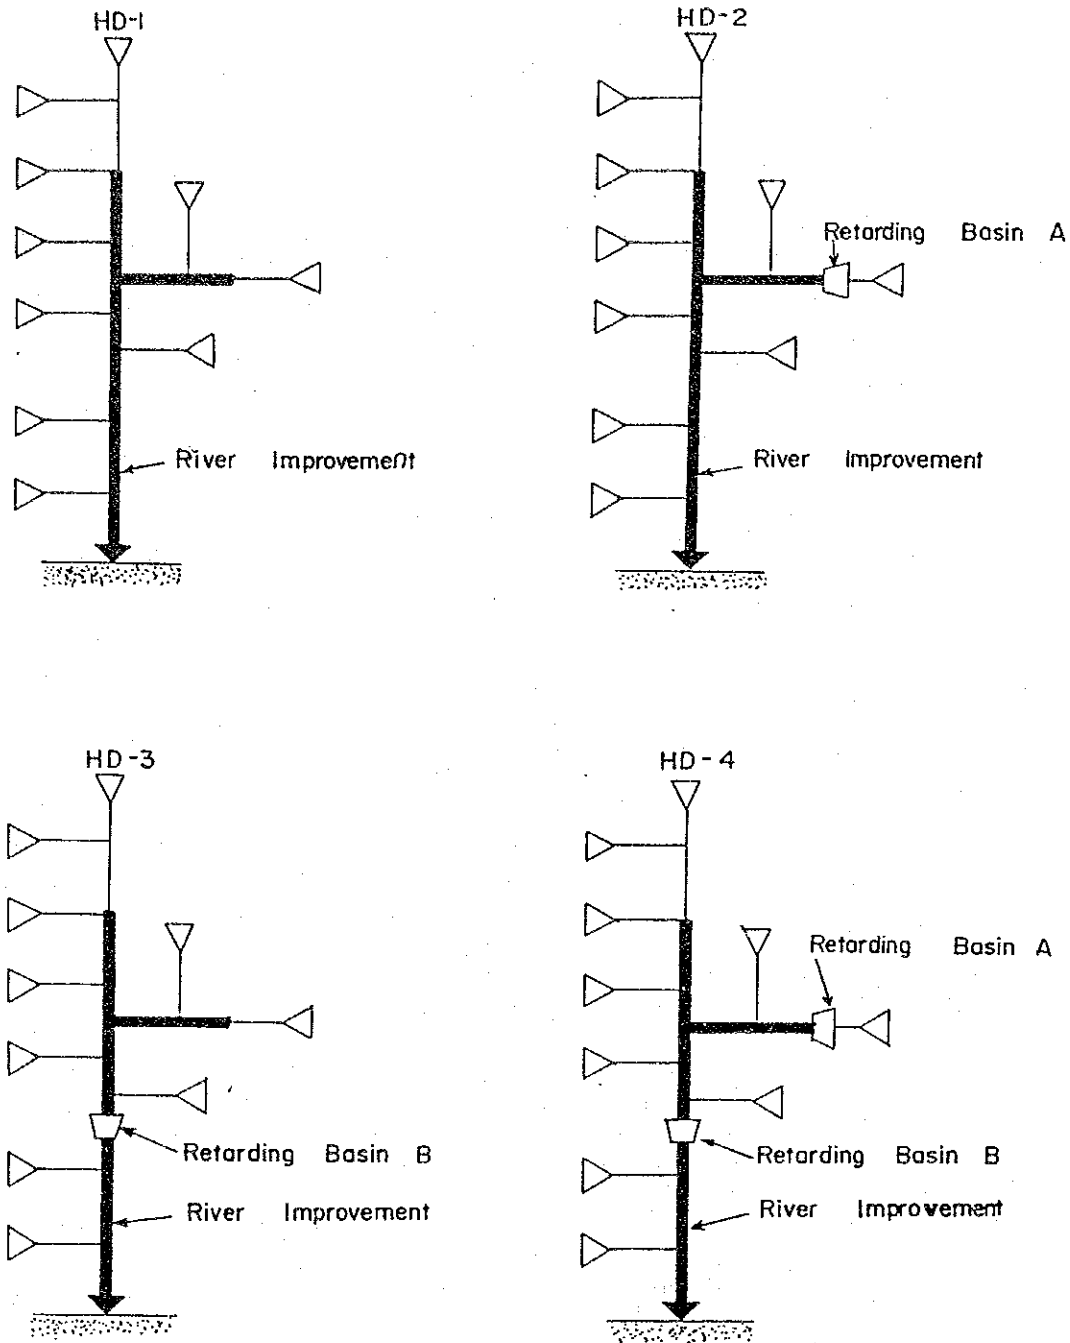 HD-1
River Improvement
HD-2
Retarding Basin A
River Improvement
HD-3
Retarding Basin B
River Improvement
HD-4
Retarding Basin A
Retarding Basin B
River Improvement